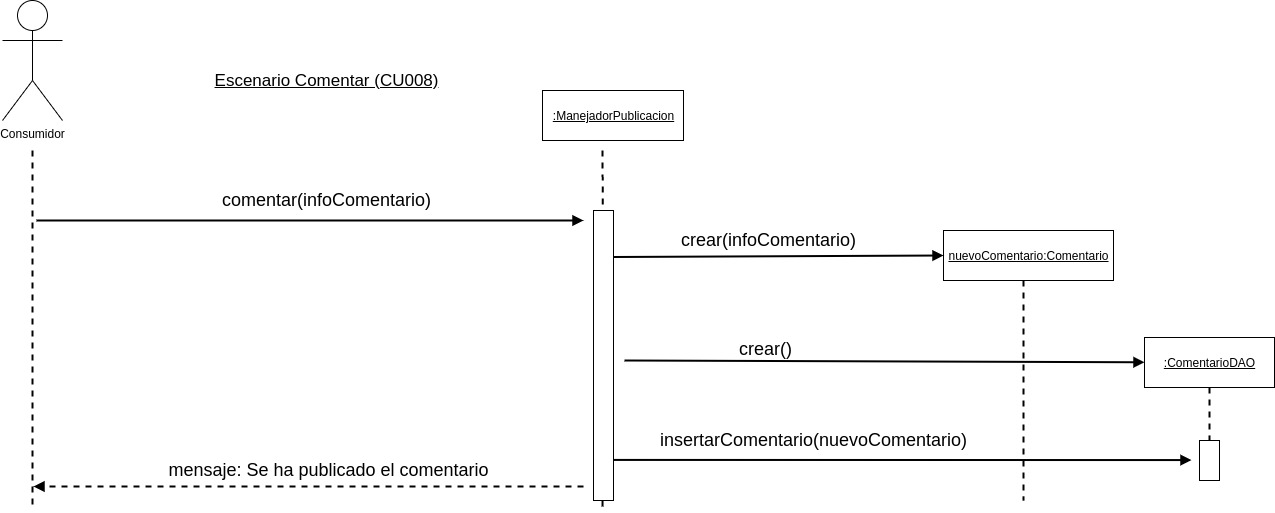 Escenario Comentar (CU008)
:ManejadorPublicacion
Consumidor
comentar(infoComentario)
crear(infoComentario)
nuevoComentario:Comentario
crear()
:ComentarioDAO
insertarComentario(nuevoComentario)
mensaje: Se ha publicado el comentario